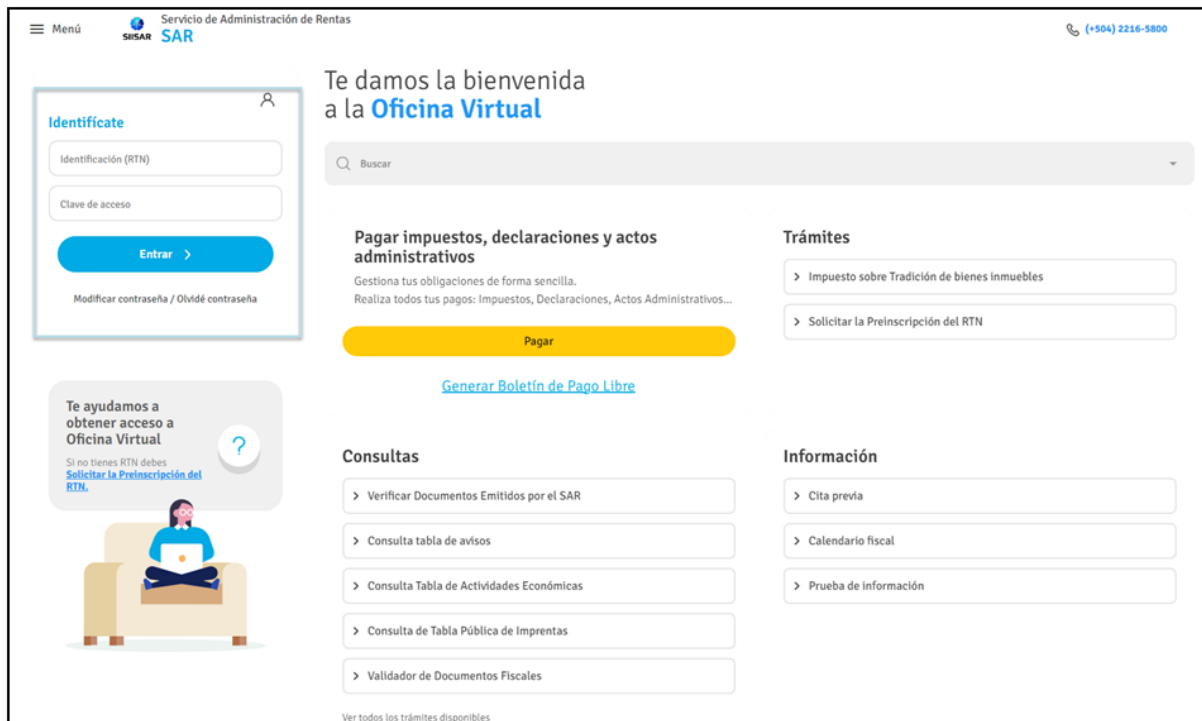 Menú
SIISAR
Servicio de Administración de Rentas
SAR
(+504) 2216-5800
Identifícate
Identificación (RTN)
Clave de acceso
Entrar
Modificar contraseña / Olvidé contraseña
Te ayudamos a
obtener acceso a
Oficina Virtual
?
Si no tienes RTN debes
Solicitar la Preinscripción del
RTN.
Te damos la bienvenida
a la Oficina Virtual
Buscar
Pagar impuestos, declaraciones y actos
administrativos
Gestiona tus obligaciones de forma sencilla.
Realiza todos tus pagos: Impuestos, Declaraciones, Actos Administrativos...
Pagar
Generar Boletín de Pago Libre
Trámites
Impuesto sobre Tradición de bienes inmuebles
Solicitar la Preinscripción del RTN
Consultas
Verificar Documentos Emitidos por el SAR
Consulta tabla de avisos
Consulta Tabla de Actividades Económicas
Consulta de Tabla Pública de Imprentas
Validador de Documentos Fiscales
Ver todos los trámites disponibles
Información
Cita previa
Calendario fiscal
Prueba de información